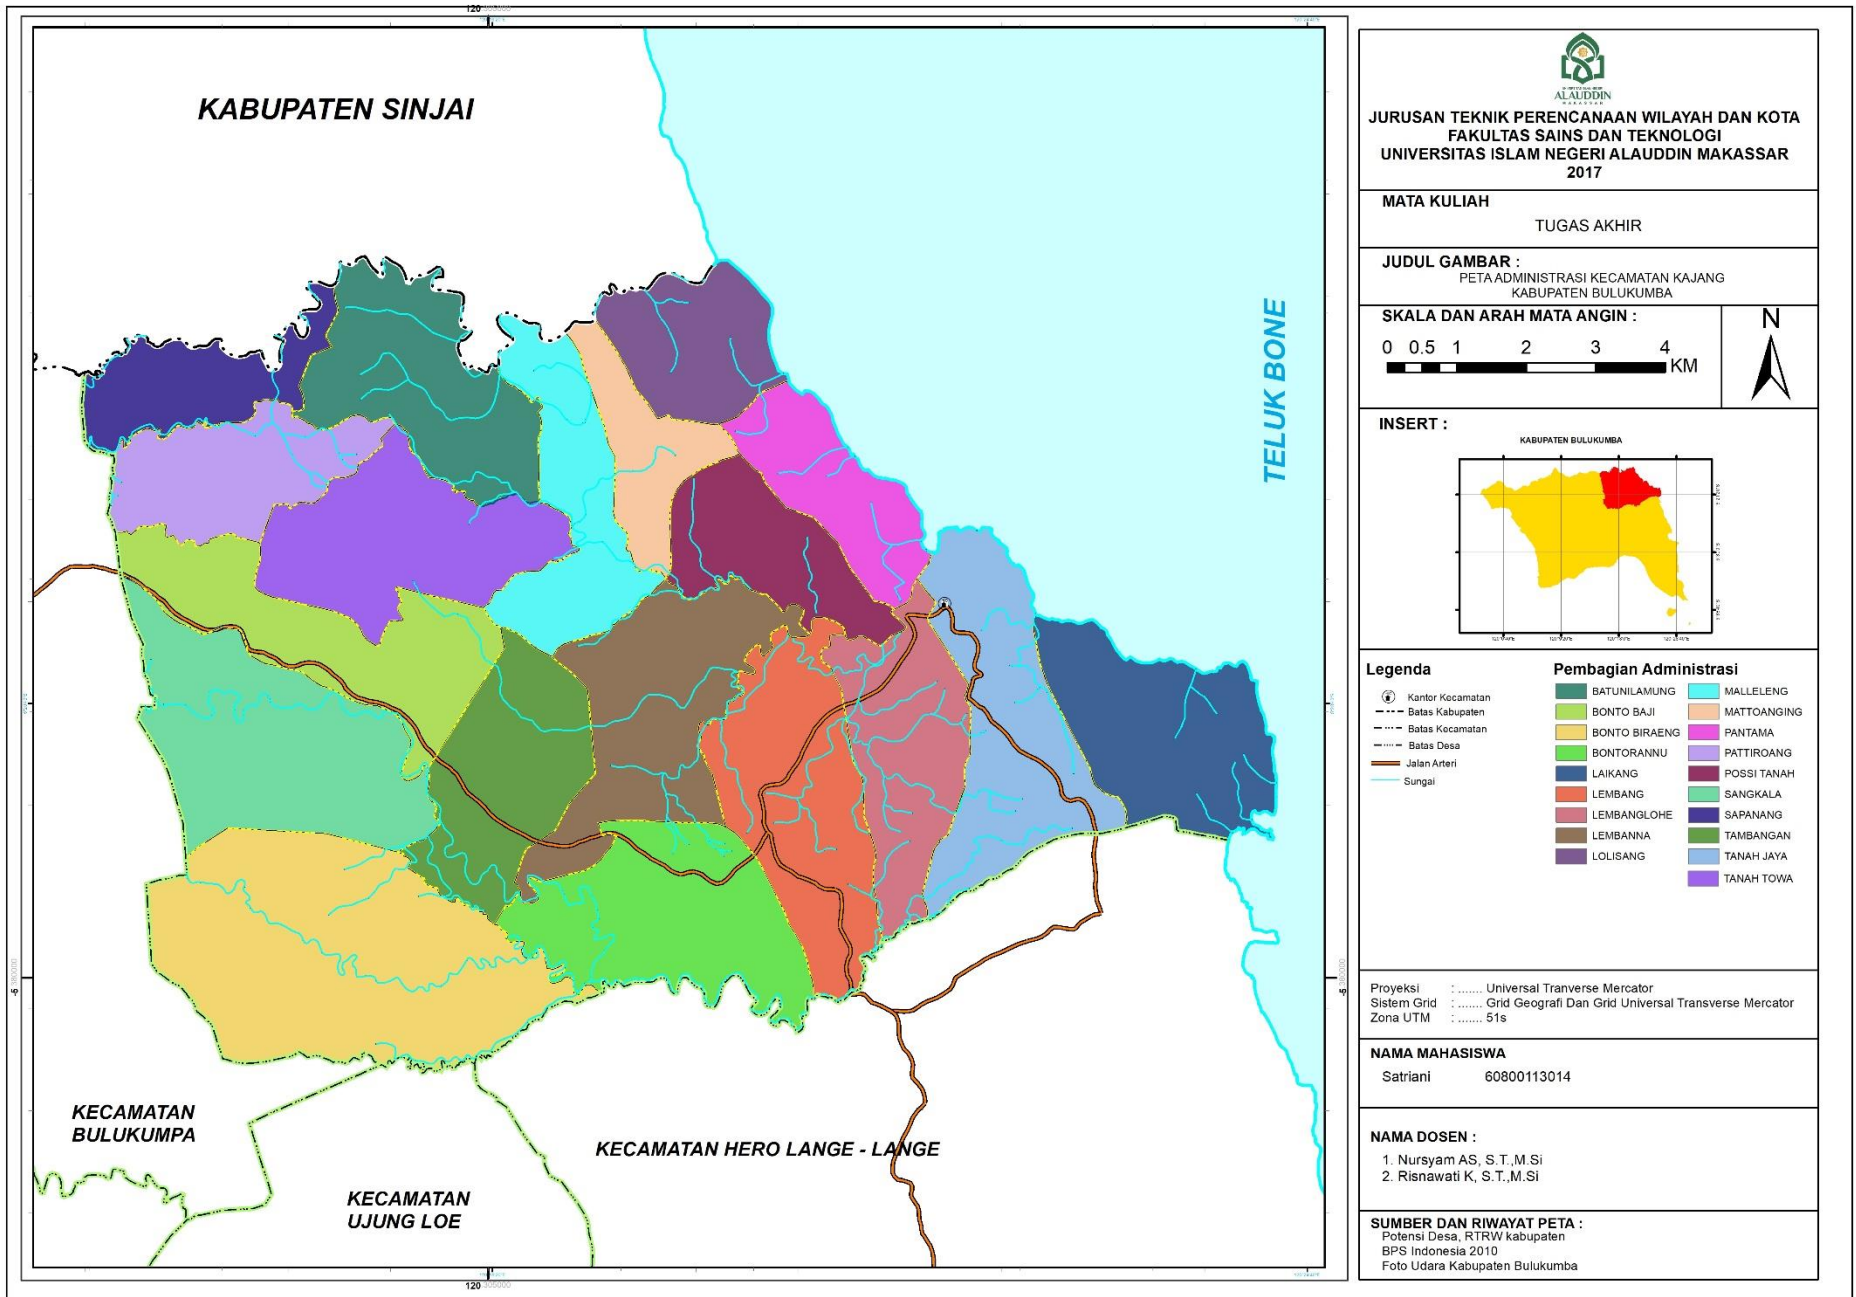 120
KABUPATEN SINJAI
TELUK BONE
KECAMATAN
BULUKUMPA
KECAMATAN
UJUNG LOE
KECAMATAN HERO LANGE - LANGE
120
ALAUDDIN
MAKASSAR
JURUSAN TEKNIK PERENCANAAN WILAYAH DAN KOTA
FAKULTAS SAINS DAN TEKNOLOGI
UNIVERSITAS ISLAM NEGERI ALAUDDIN MAKASSAR
2017
MATA KULIAH
TUGAS AKHIR
JUDUL GAMBAR :
PETA ADMINISTRASI KECAMATAN KAJANG
KABUPATEN BULUKUMBA
SKALA DAN ARAH MATA ANGIN :
N
0 0.5 1 2 3 4
KM
INSERT :
KABUPATEN BULUKUMBA
Legenda
Kantor Kecamatan
Batas Kabupaten
Batas Kecamatan
Batas Desa
Jalan Arteri
Sungai
Pembagian Administrasi
BATUNILAMUNG
BONTO BAJI
BONTO BIRAENG
BONTORANNU
LAIKANG
LEMBANG
LEMBANGLOHE
LEMBANNA
LOLISANG
MALLELENG
MATTOANGING
PANTAMA
PATTIROANG
POSSI TANAH
SANGKALA
SAPANANG
TAMBANGAN
TANAH JAYA
TANAH TOWA
Proyeksi : ....... Universal Tranverse Mercator
Sistem Grid : ....... Grid Geografi Dan Grid Universal Transverse Mercator
Zona UTM : ....... 51s
NAMA MAHASISWA
Satriani 60800113014
NAMA DOSEN :
1. Nursyam AS, S.T.,M.Si
2. Risnawati K, S.T.,M.Si
SUMBER DAN RIWAYAT PETA :
Potensi Desa, RTRW kabupaten
BPS Indonesia 2010
Foto Udara Kabupaten Bulukumba